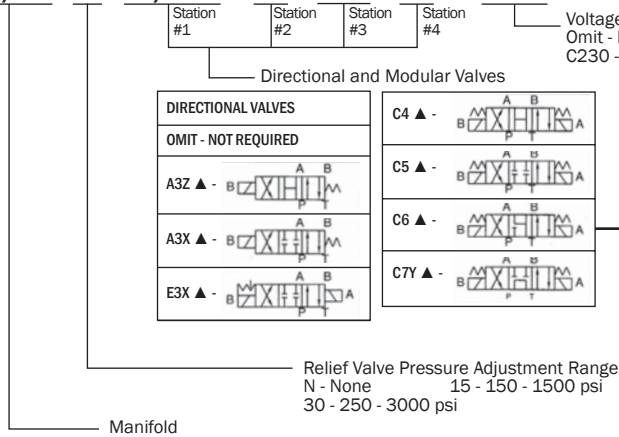 Station #1
Station #2
Station #3
Station #4
Voltage
Omit -
C230 -
Directional and Modular Valves
DIRECTIONAL VALVES
OMIT - NOT REQUIRED
A3Z ▲ - B A B P T
A3X ▲ - B A B P T
E3X ▲ - B A B P T A
C4 ▲ - B A B P T A
C5 ▲ - B A B P T A
C6 ▲ - B A B P T A
C7Y ▲ - B A B P T A
Relief Valve Pressure Adjustment Range
N - None 15 - 150 - 1500 psi
30 - 250 - 3000 psi
Manifold